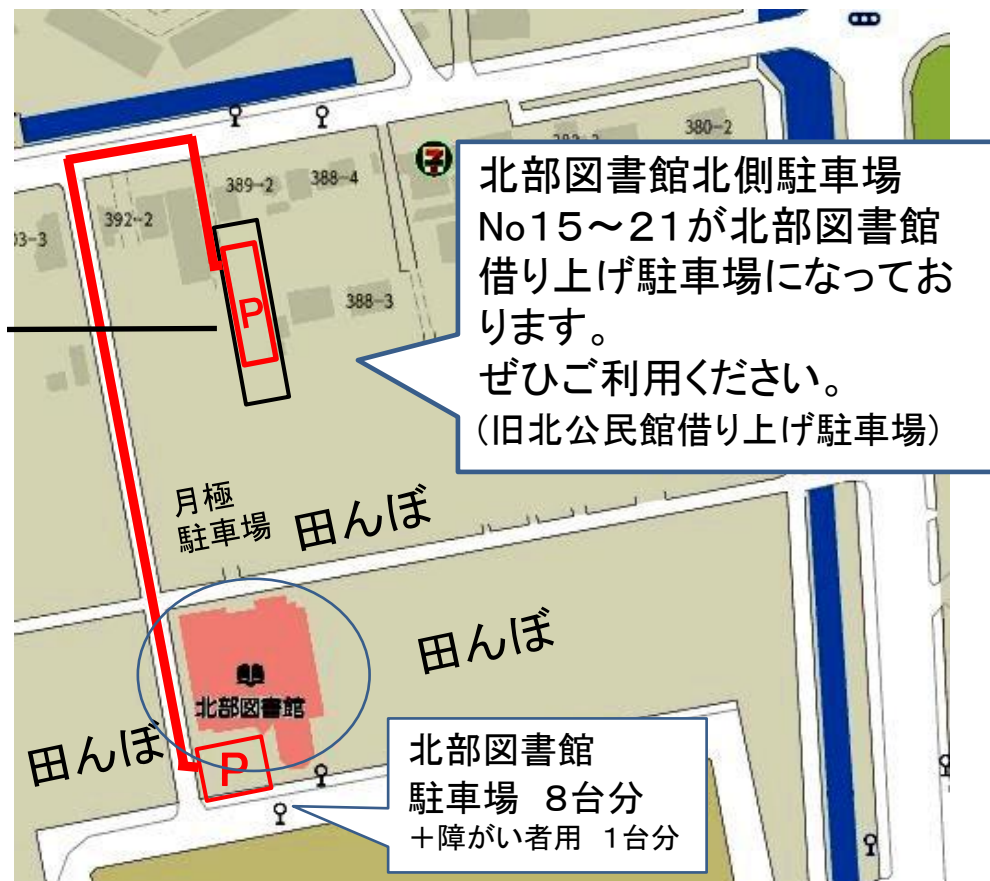 380-2
389-2
388-4
392-2
388-3
P
北部図書館北側駐車場
No15～21が北部図書館
借り上げ駐車場になってお
ります。
ぜひご利用ください。
(旧北公民館借り上げ駐車場)
月極
駐車場
田んぼ
田んぼ
北部図書館
田んぼ
P
北部図書館
駐車場 8台分
+障がい者用 1台分